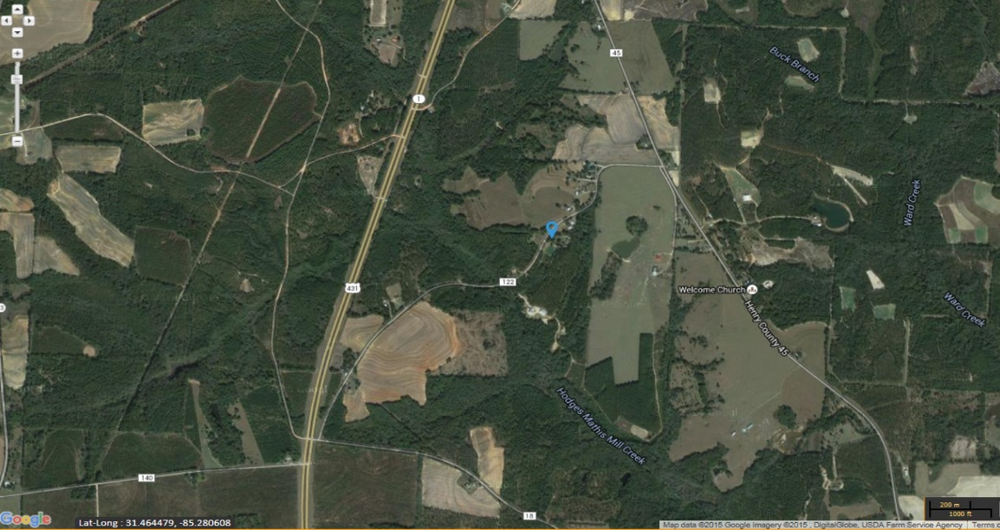 45
Buck Branch
1
Ward Creek
431
122
Welcome Church
Henry County 45
Ward Creek
Hodges Mathis Mill Creek
140
18
Google
Lat-Long : 31.464479, -85.280608
200 m
1000 ft
Map data ©2015 Google Imagery ©2015 , DigitalGlobe, USDA Farm Service Agency
Terms